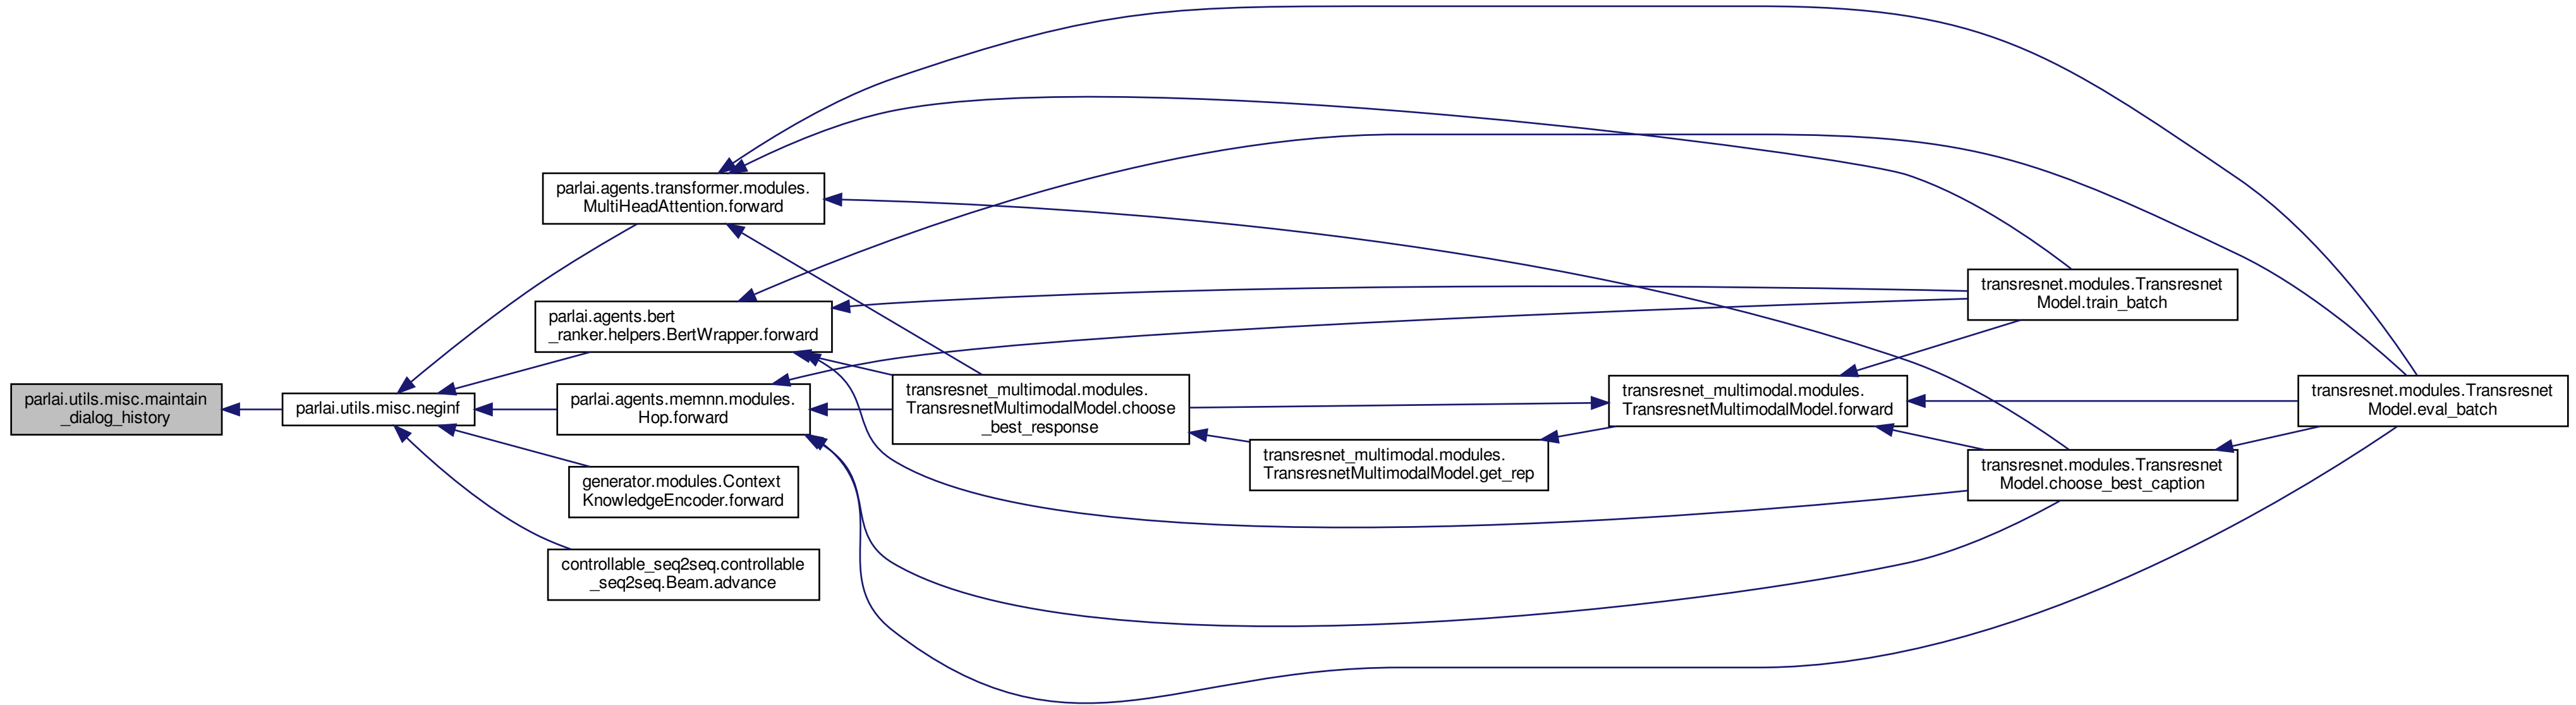 parlai.utils.misc.maintain
_dialog_history
parlai.utils.misc.neginf
parlai.agents.transformer.modules.
MultiHeadAttention.forward
parlai.agents.bert
_ranker.helpers.BertWrapper.forward
parlai.agents.memnn.modules.
Hop.forward
generator.modules.Context
KnowledgeEncoder.forward
controllable_seq2seq.controllable
_seq2seq.Beam.advance
transresnet_multimodal.modules.
TransresnetMultimodalModel.choose
_best_response
transresnet_multimodal.modules.
TransresnetMultimodalModel.get_rep
transresnet_multimodal.modules.
TransresnetMultimodalModel.forward
transresnet.modules.Transresnet
Model.train_batch
transresnet.modules.Transresnet
Model.choose_best_caption
transresnet.modules.Transresnet
Model.eval_batch